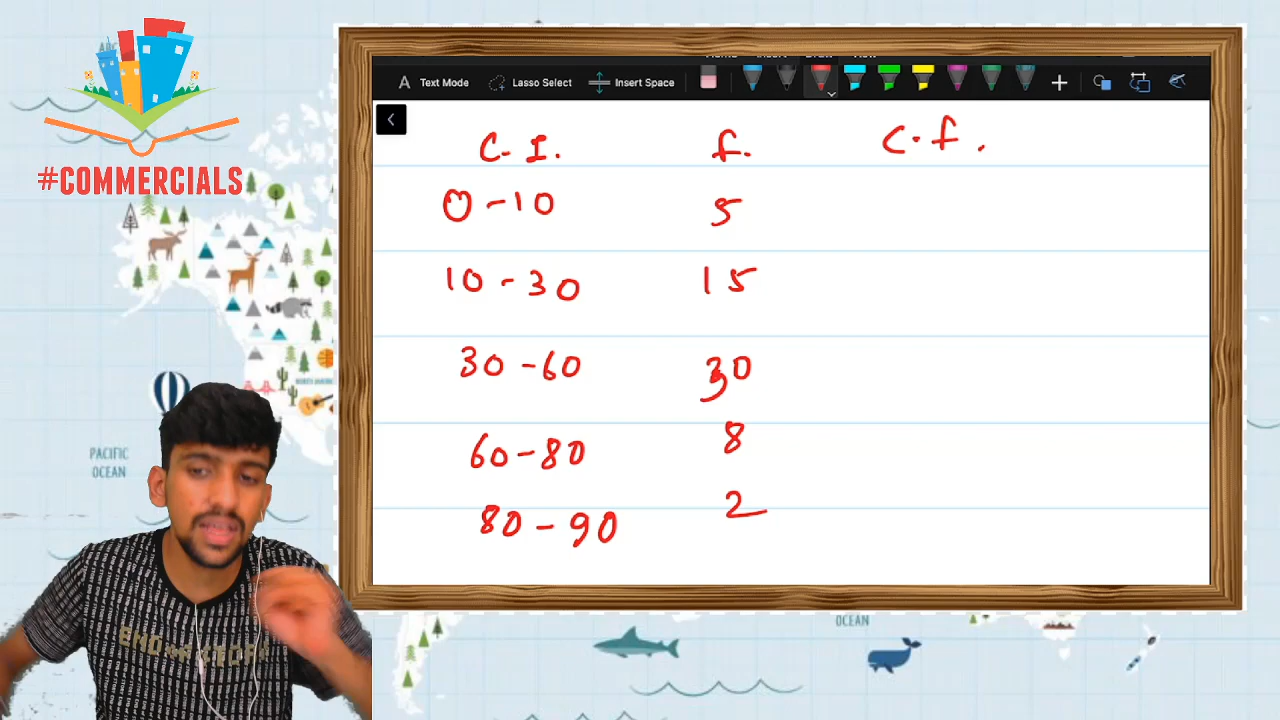 #COMMERCIALS
A Text Mode Lasso Select Insert Space
C.I. f. C.f.
0-10 5
10-30 15
30-60 30
60-80 8
80-90 2
PACIFIC
OCEAN
OCEAN